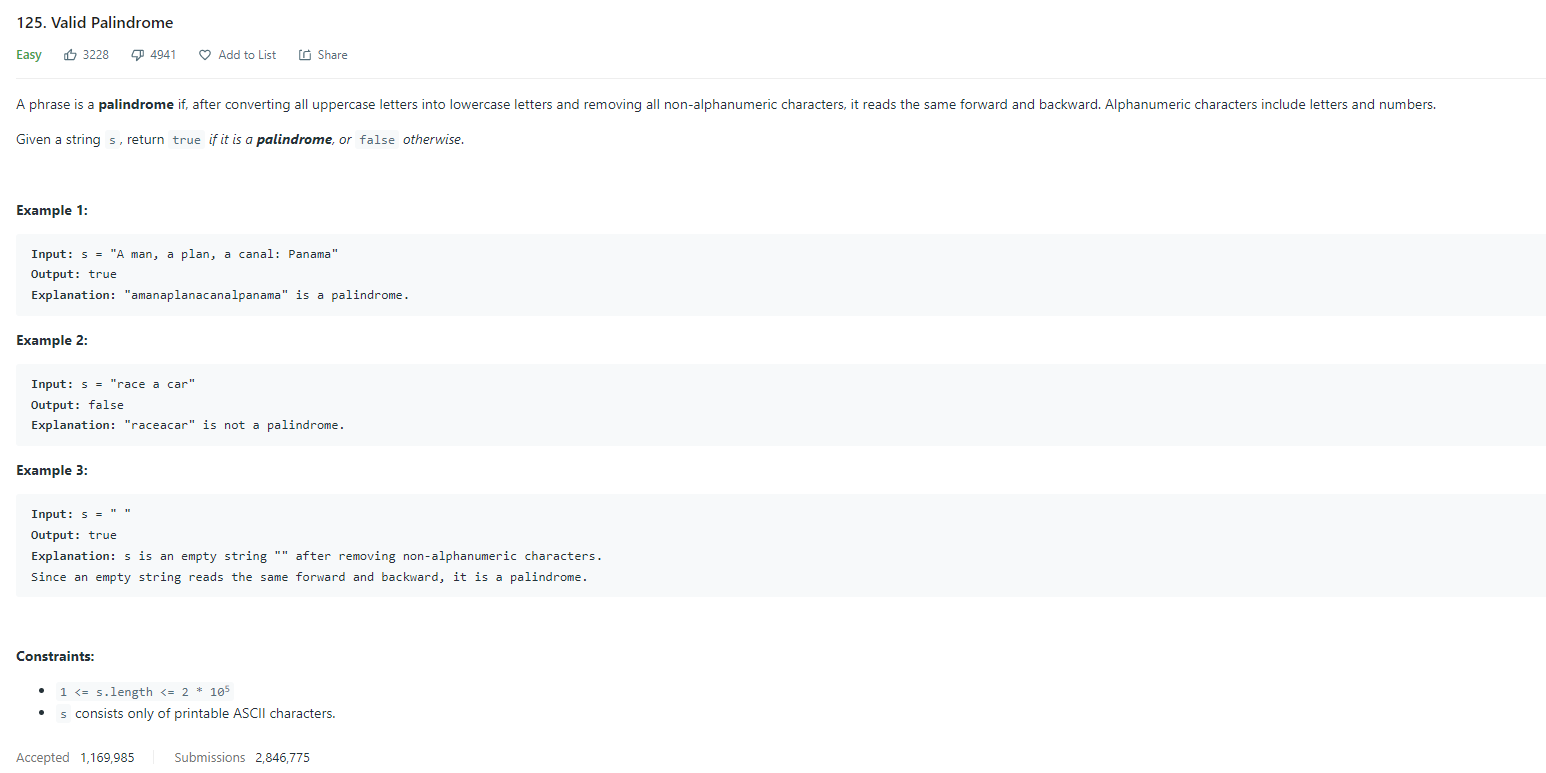 125. Valid Palindrome
Easy 3228 4941 Add to List Share
A phrase is a palindrome if, after converting all uppercase letters into lowercase letters and removing all non-alphanumeric characters, it reads the same forward and backward. Alphanumeric characters include letters and numbers.
Given a string s, return true if it is a palindrome, or false otherwise.
Example 1:
Input: s = "A man, a plan, a canal: Panama"
Output: true
Explanation: "amanaplanacanalpanama" is a palindrome.
Example 2:
Input: s = "race a car"
Output: false
Explanation: "raceacar" is not a palindrome.
Example 3:
Input: s = " "
Output: true
Explanation: s is an empty string "" after removing non-alphanumeric characters.
Since an empty string reads the same forward and backward, it is a palindrome.
Constraints:
• 1 <= s.length <= 2 * 10⁵
• s consists only of printable ASCII characters.
Accepted 1,169,985 Submissions 2,846,775